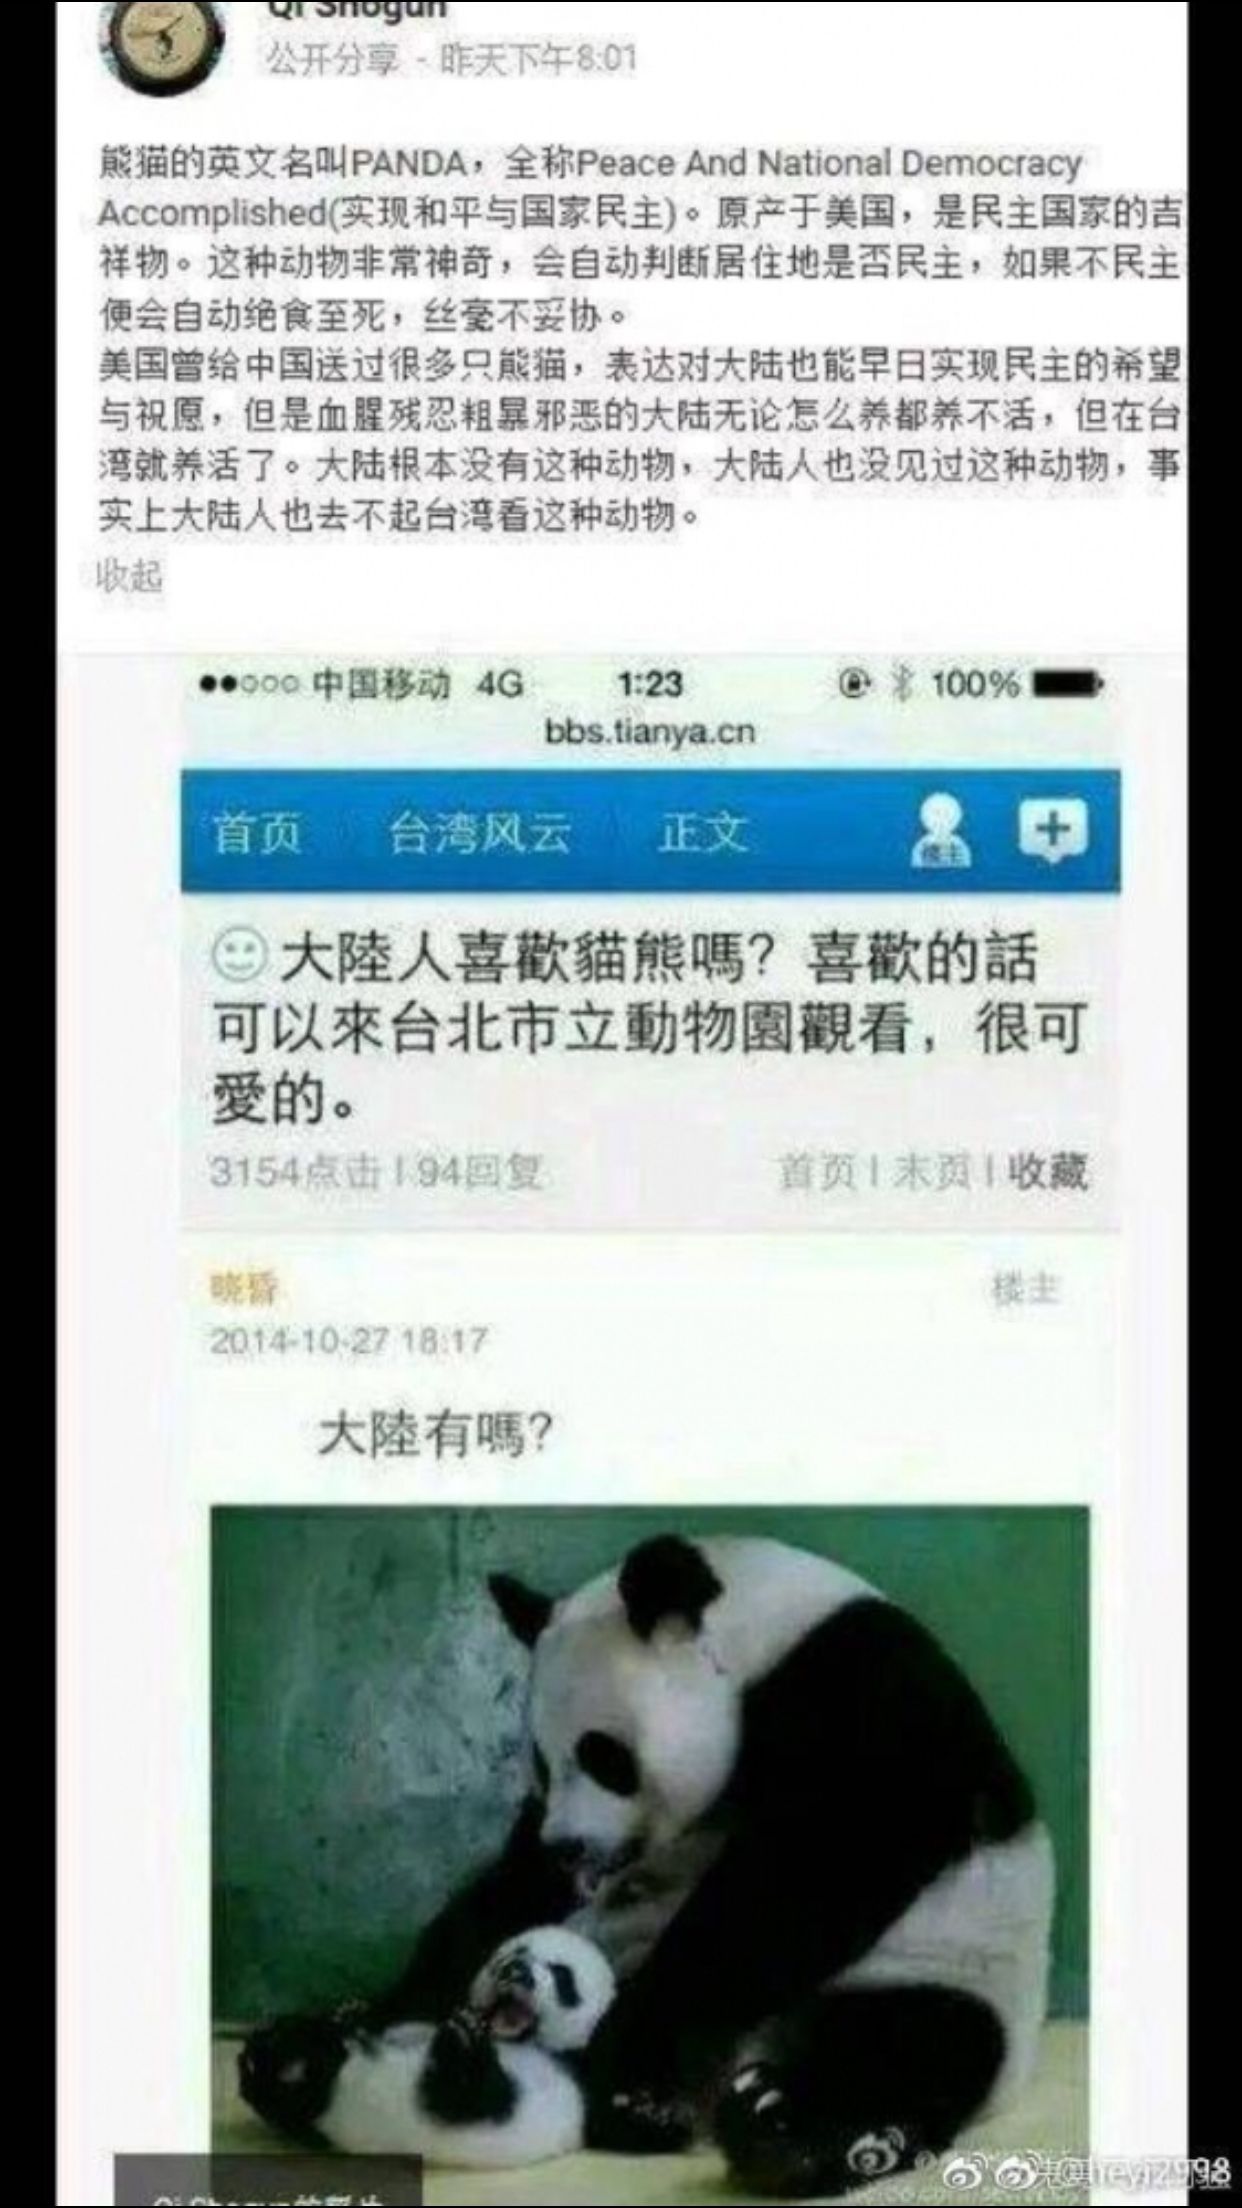 Qi Shogun
公开分享 - 昨天下午8:01
熊猫的英文名叫PANDA，全称Peace And National Democracy
Accomplished(实现和平与国家民主)。原产于美国，是民主国家的吉
祥物。这种动物非常神奇，会自动判断居住地是否民主，如果不民主
便会自动绝食至死，丝毫不妥协。
美国曾给中国送过很多只熊猫，表达对大陆也能早日实现民主的希望
与祝愿，但是血腥残忍粗暴邪恶的大陆无论怎么养都养不活，但在台
湾就养活了。大陆根本没有这种动物，大陆人也没见过这种动物，事
实上大陆人也去不起台湾看这种动物。
收起
中国移动 4G 1:23 100%
bbs.tianya.cn
首页 台湾风云 正文 楼主
大陸人喜歡貓熊嗎？喜歡的話
可以來台北市立動物園觀看，很可
愛的。
3154点击 | 94回复 首页 | 末页 | 收藏
晓昏 楼主
2014-10-27 18:17
大陸有嗎？